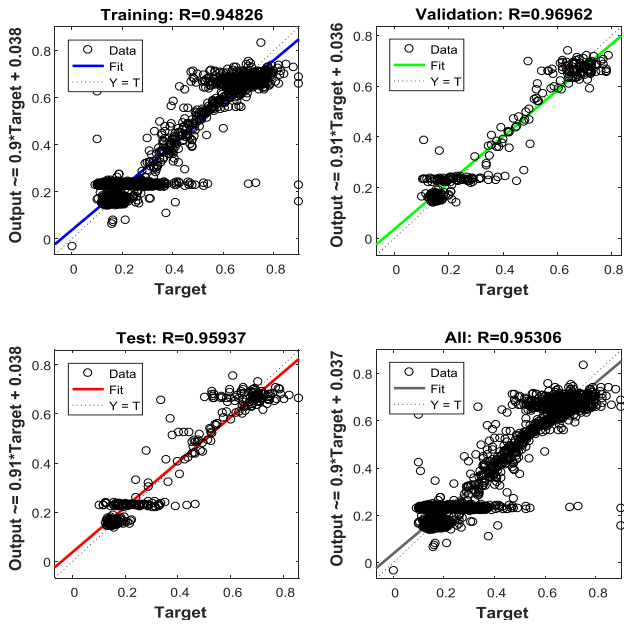 Training: R=0.94826
Output ~= 0.9*Target + 0.038
0.8
0.6
0.4
0.2
0
Data
Fit
Y = T
0
0.2
0.4
0.6
0.8
Target
Validation: R=0.96962
Output ~= 0.91*Target + 0.036
0.8
0.6
0.4
0.2
0
Data
Fit
Y = T
0
0.2
0.4
0.6
0.8
Target
Test: R=0.95937
Output ~= 0.91*Target + 0.038
0.8
0.6
0.4
0.2
0
Data
Fit
Y = T
0
0.2
0.4
0.6
0.8
Target
All: R=0.95306
Output ~= 0.9*Target + 0.037
0.8
0.6
0.4
0.2
0
Data
Fit
Y = T
0
0.2
0.4
0.6
0.8
Target